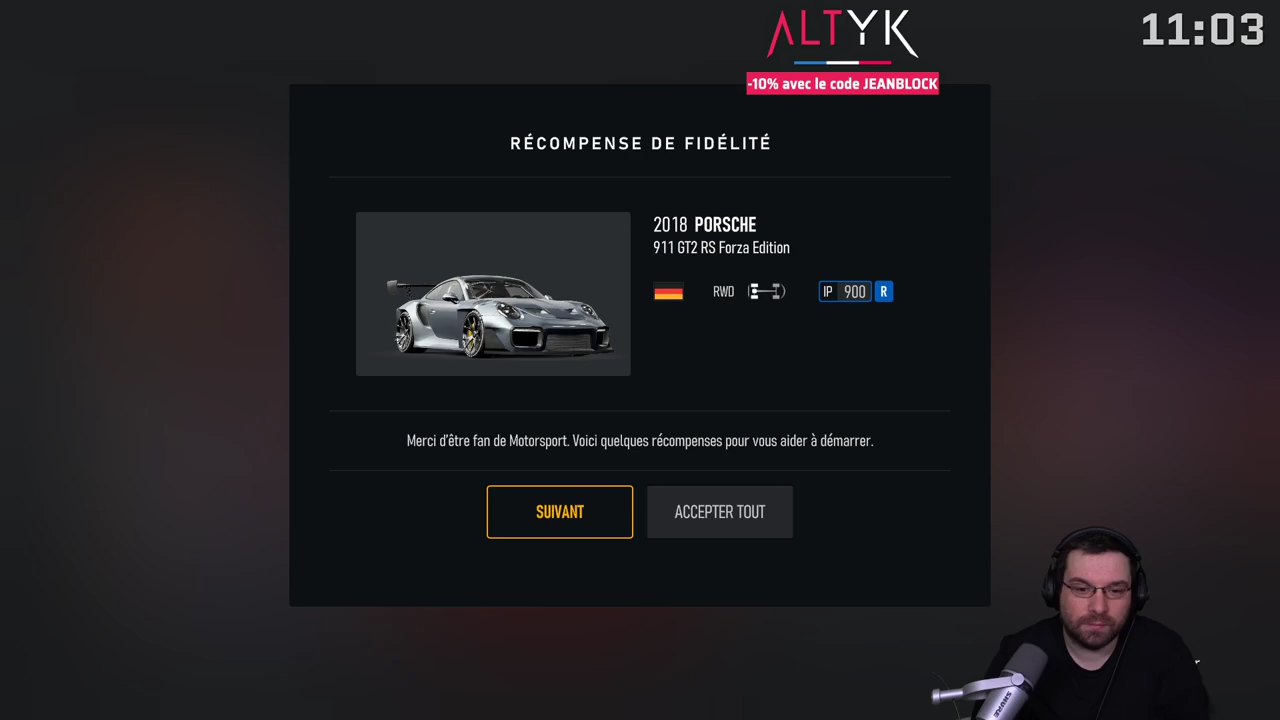 ALTYK
11:03
-10% avec le code JEANBLOCK
RÉCOMPENSE DE FIDÉLITÉ
2018 PORSCHE
911 GT2 RS Forza Edition
RWD
IP 900 R
Merci d'être fan de Motorsport. Voici quelques récompenses pour vous aider à démarrer.
SUIVANT
ACCEPTER TOUT
SHURE